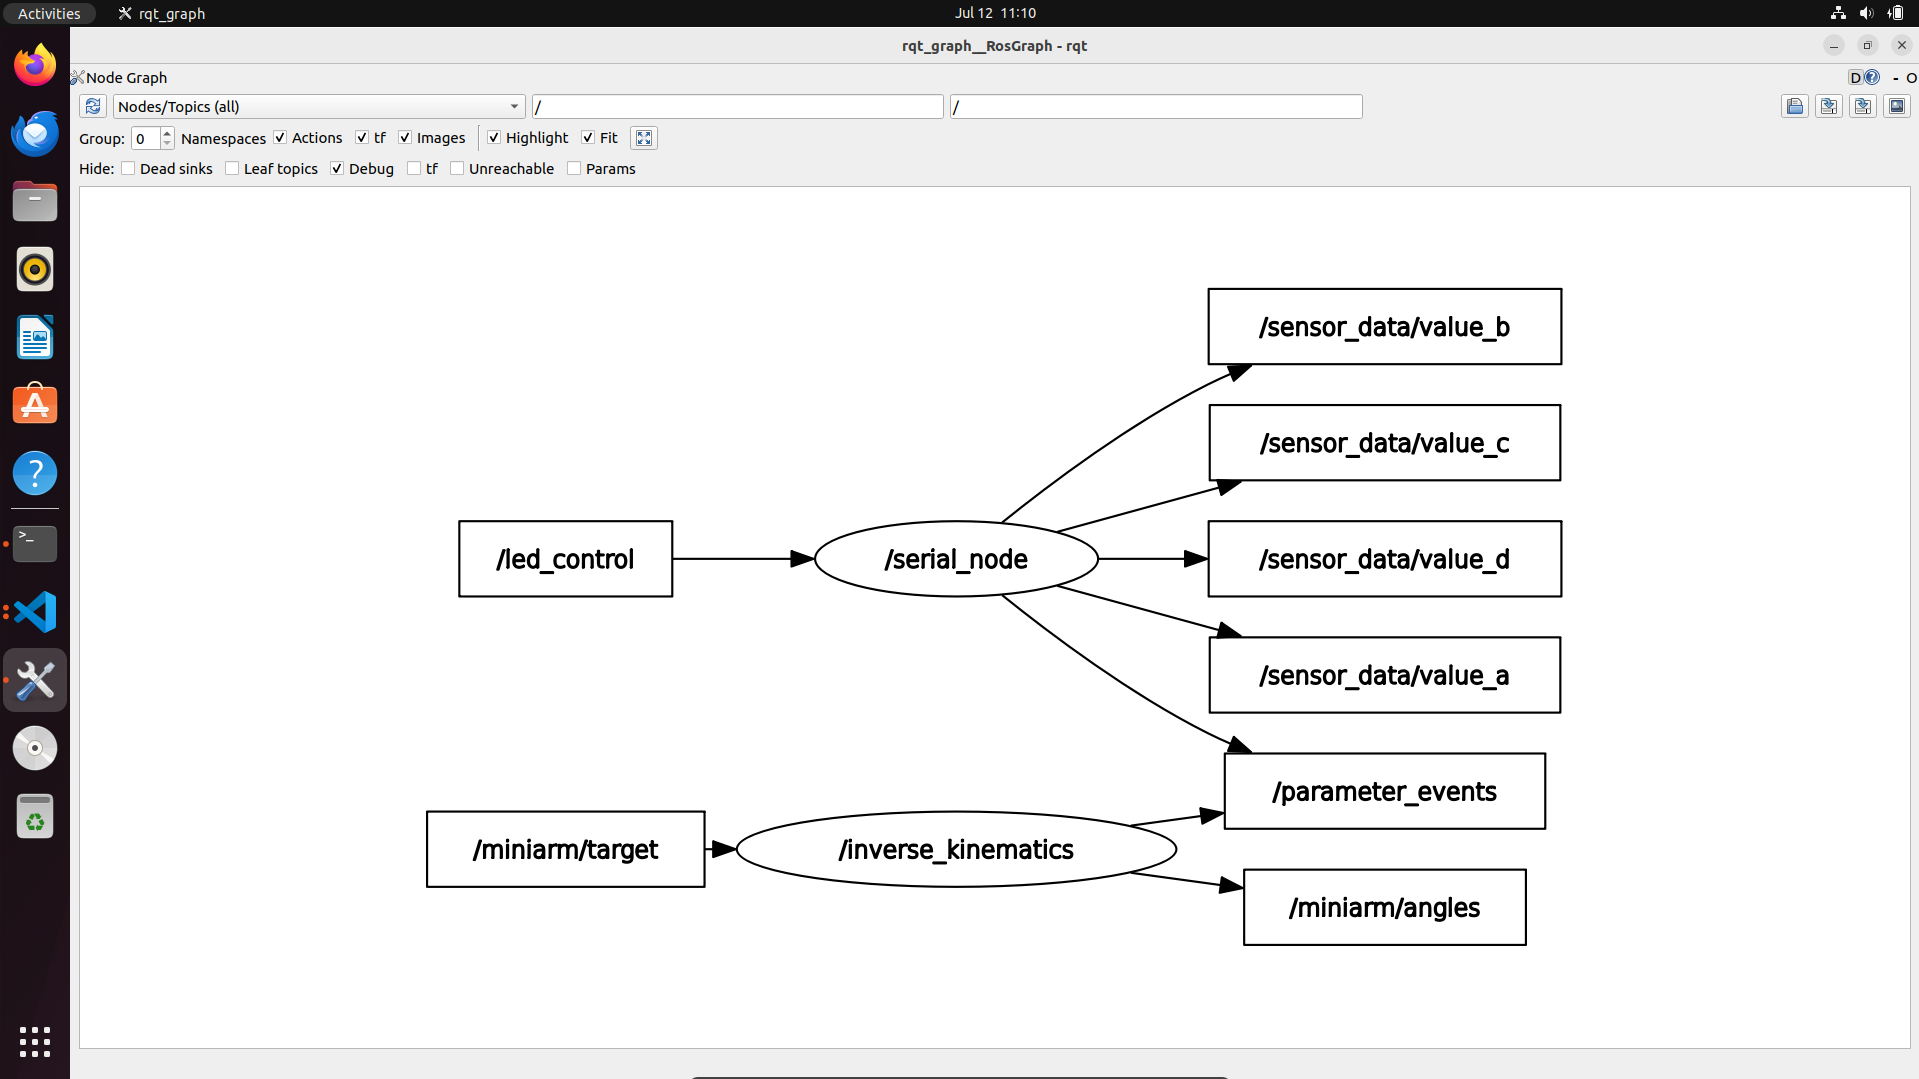 Activities
rqt_graph
Jul 12 11:10
rqt_graph__RosGraph - rqt
Node Graph
D
- O
Nodes/Topics (all)
/
/
Group: 0 Namespaces Actions tf Images Highlight Fit
Hide: Dead sinks Leaf topics Debug tf Unreachable Params
/sensor_data/value_b
/sensor_data/value_c
/led_control
/serial_node
/sensor_data/value_d
/sensor_data/value_a
/parameter_events
/miniarm/target
/inverse_kinematics
/miniarm/angles